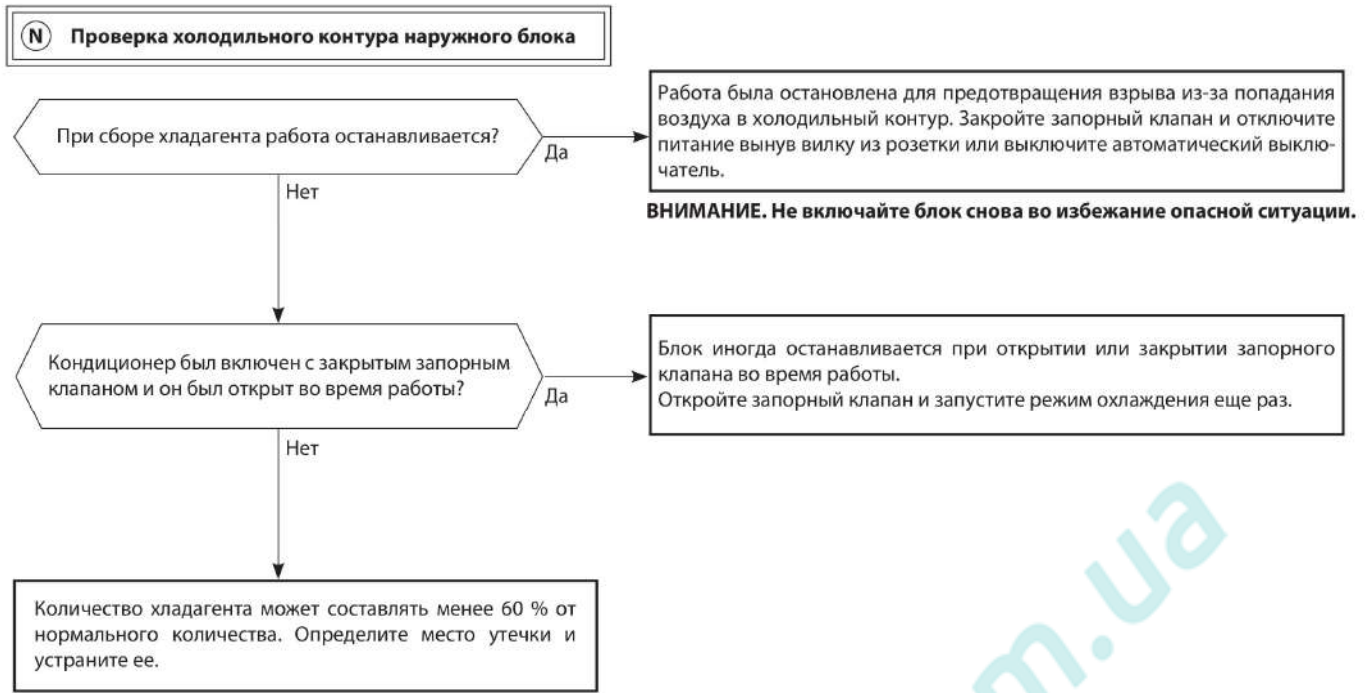 N Проверка холодильного контура наружного блока
При сборе хладагента работа останавливается?
Да
Работа была остановлена для предотвращения взрыва из-за попадания
воздуха в холодильный контур. Закройте запорный клапан и отключите
питание вынув вилку из розетки или выключите автоматический выклю-
чатель.
Нет
ВНИМАНИЕ. Не включайте блок снова во избежание опасной ситуации.
Кондиционер был включен с закрытым запорным
клапаном и он был открыт во время работы?
Да
Блок иногда останавливается при открытии или закрытии запорного
клапана во время работы.
Откройте запорный клапан и запустите режим охлаждения еще раз.
Нет
Количество хладагента может составлять менее 60 % от
нормального количества. Определите место утечки и
устраните ее.
m.ua